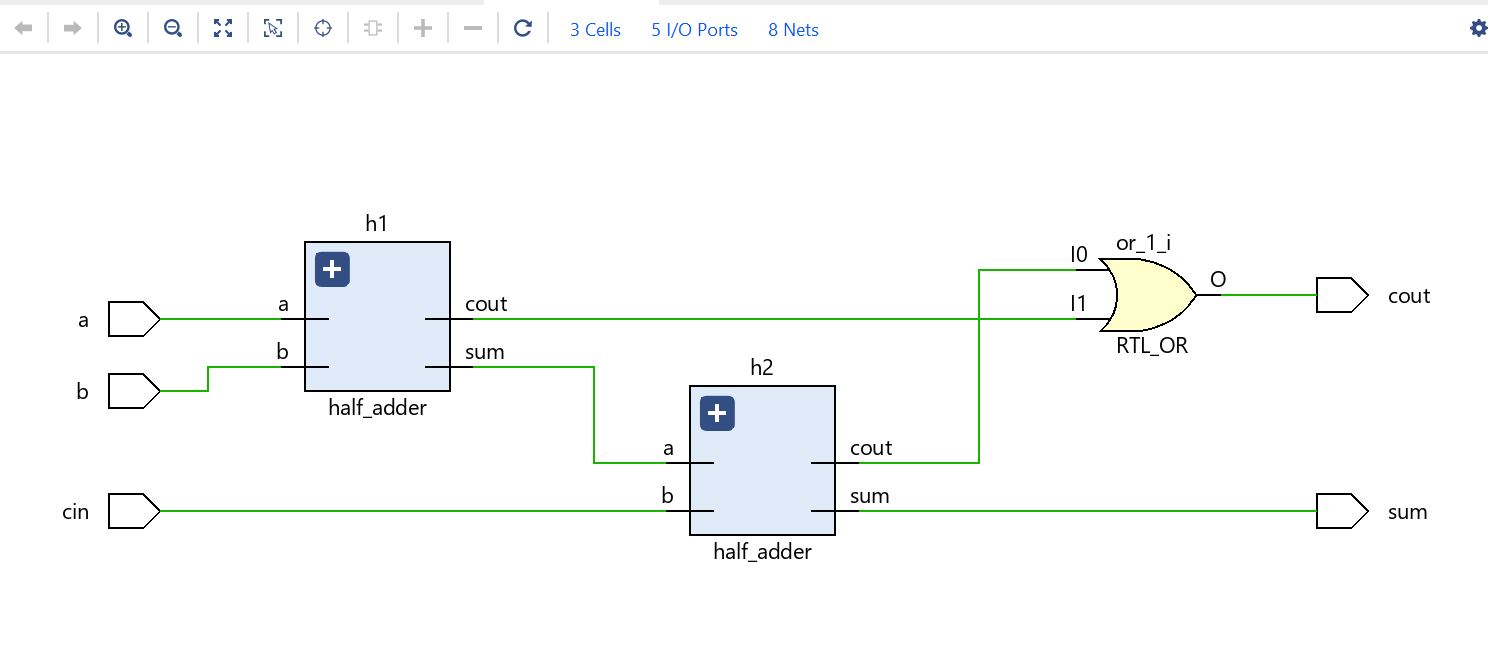 3 Cells 5 I/O Ports 8 Nets
h1
a
a
cout
b
sum
b
half_adder
h2
a
cout
b
sum
cin
half_adder
or_1_i
I0
I1
O
RTL_OR
cout
sum